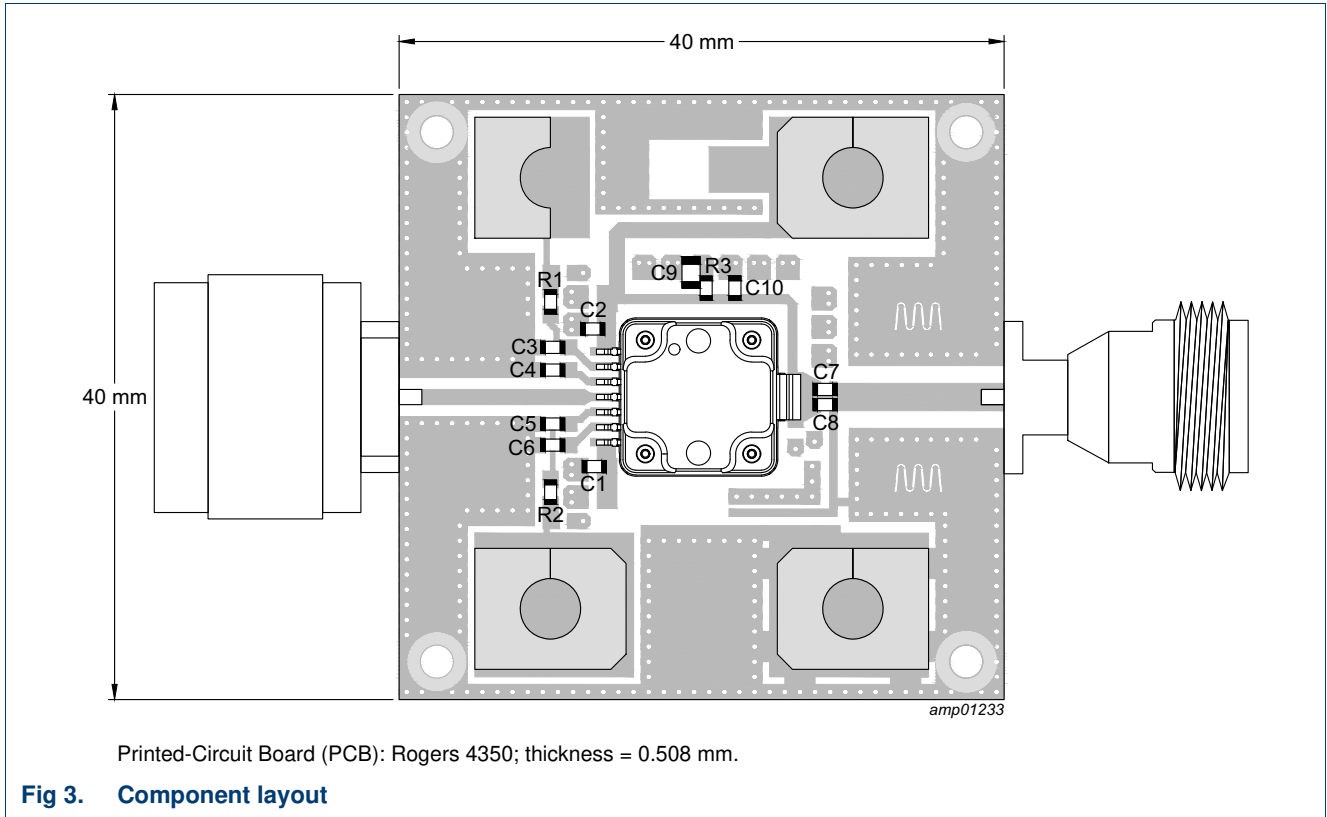 40 mm
40 mm
C9
R3
C10
R1
C2
C3
C4
C7
C8
C5
C6
C1
R2
amp01233
Printed-Circuit Board (PCB): Rogers 4350; thickness = 0.508 mm.
Fig 3. Component layout